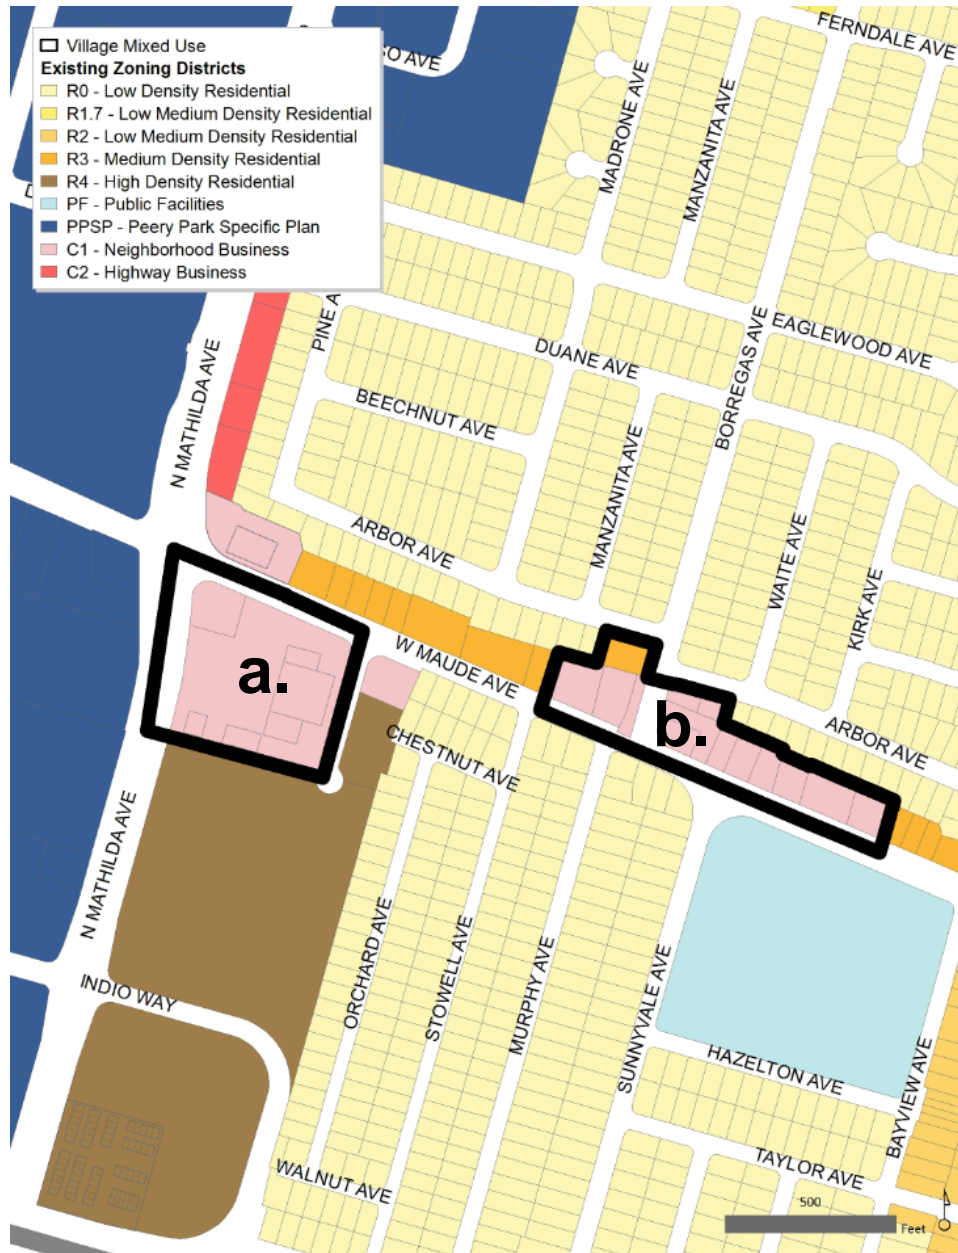 SO AVE
FERNDALE AVE
Village Mixed Use
Existing Zoning Districts
R0 - Low Density Residential
R1.7 - Low Medium Density Residential
R2 - Low Medium Density Residential
R3 - Medium Density Residential
R4 - High Density Residential
PF - Public Facilities
PPSP - Peery Park Specific Plan
C1 - Neighborhood Business
C2 - Highway Business
MADRONE AVE
MANZANITA AVE
PINE A
N MATHILDA AVE
DUANE AVE
BORREGAS AVE
EAGLEWOOD AVE
BEECHNUT AVE
MANZANITA AVE
ARBOR AVE
WAITE AVE
KIRK AVE
W MAUDE AVE
a.
b.
ARBOR AVE
CHESTNUT AVE
N MATHILDA AVE
ORCHARD AVE
STOWELL AVE
MURPHY AVE
SUNNYVALE AVE
INDIO WAY
HAZELTON AVE
BAYVIEW AVE
WALNUT AVE
TAYLOR AVE
500
Feet